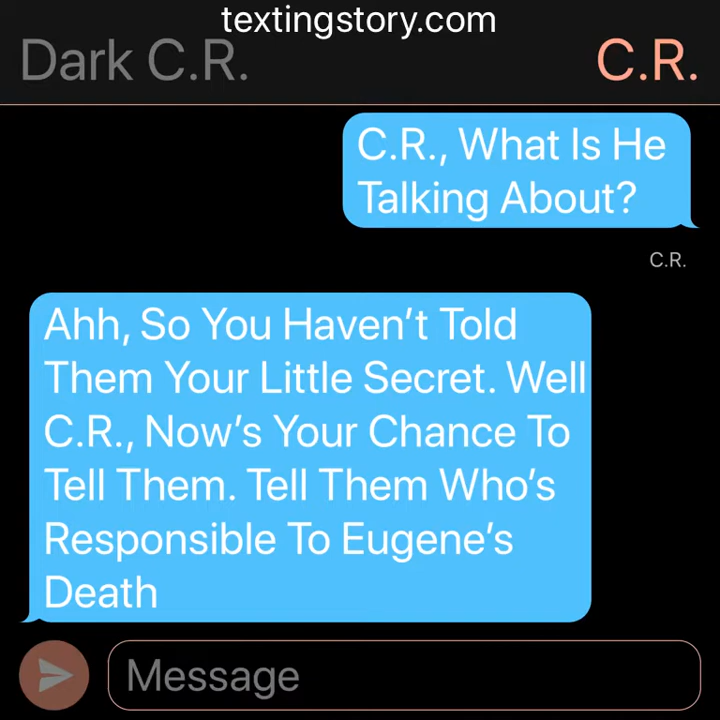 textingstory.com
Dark C.R.
C.R.
C.R., What Is He
Talking About?
C.R.
Ahh, So You Haven’t Told
Them Your Little Secret. Well
C.R., Now’s Your Chance To
Tell Them. Tell Them Who’s
Responsible To Eugene’s
Death
Message